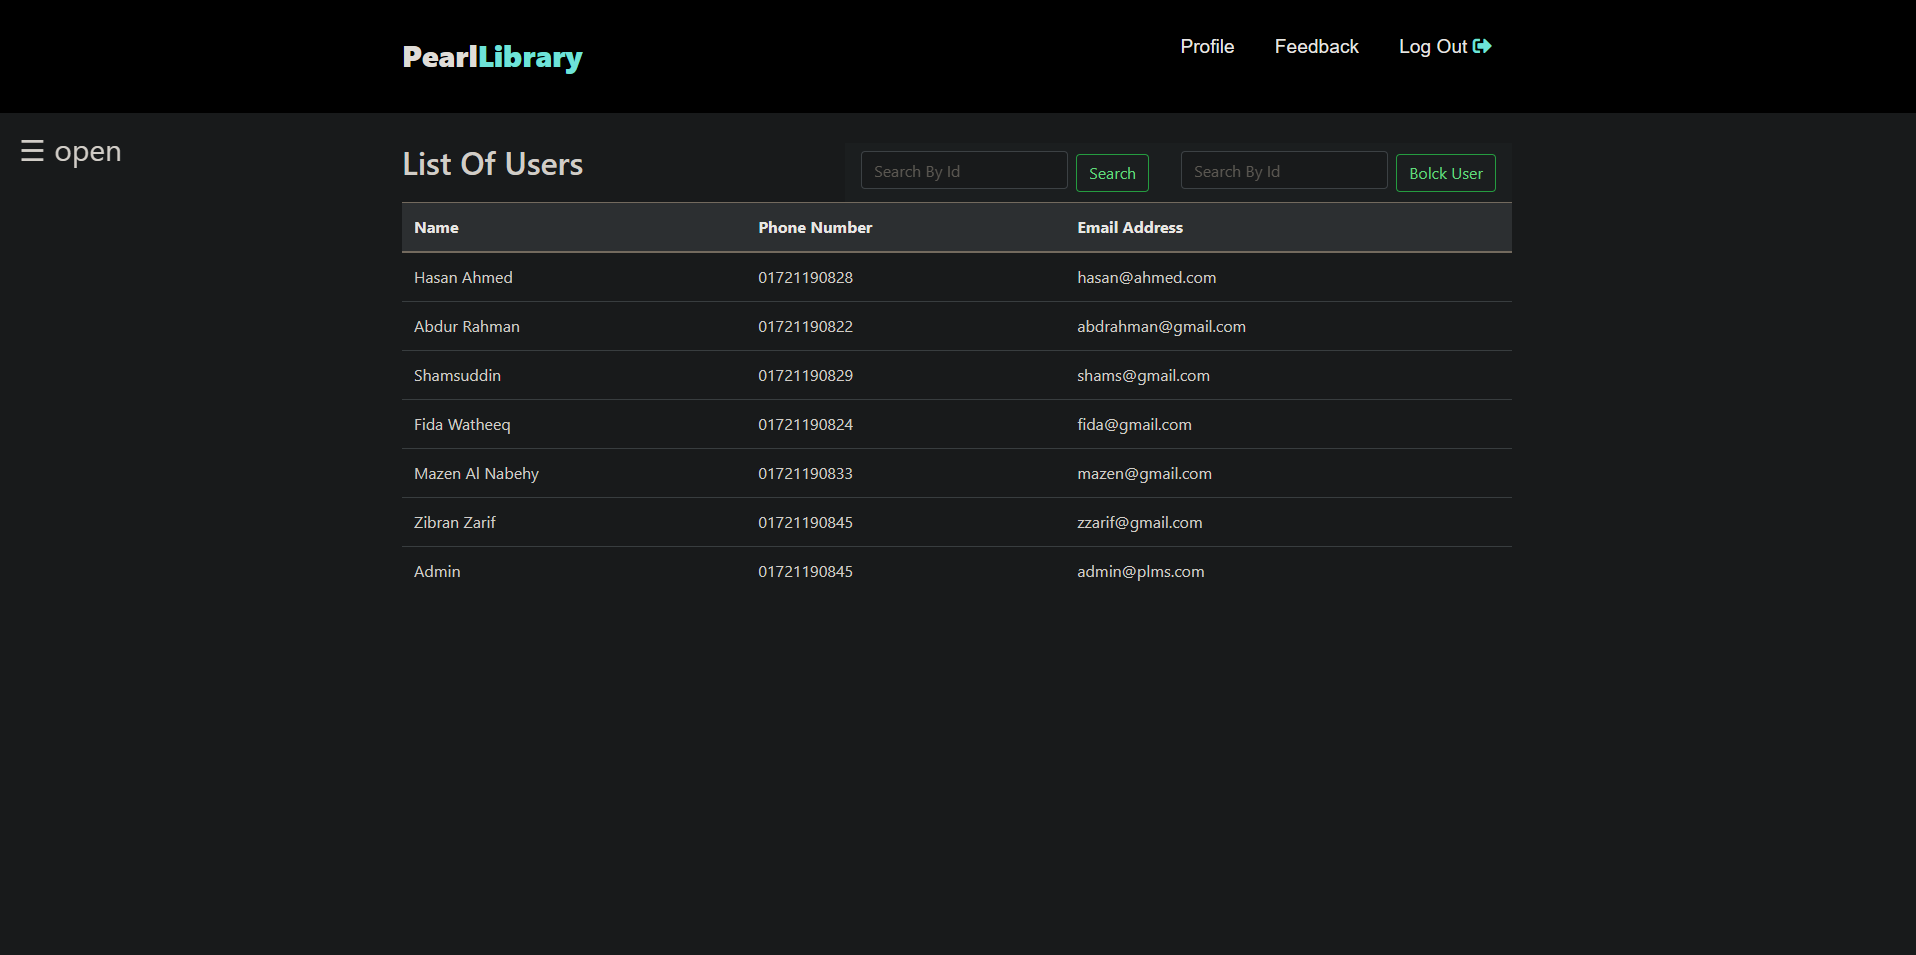 PearlLibrary
Profile Feedback Log Out
☰ open
List Of Users
Search By Id Search Search By Id Bolck User
Name Phone Number Email Address
Hasan Ahmed 01721190828 hasan@ahmed.com
Abdur Rahman 01721190822 abdrahman@gmail.com
Shamsuddin 01721190829 shams@gmail.com
Fida Watheeq 01721190824 fida@gmail.com
Mazen Al Nabehy 01721190833 mazen@gmail.com
Zibran Zarif 01721190845 zzarif@gmail.com
Admin 01721190845 admin@plms.com